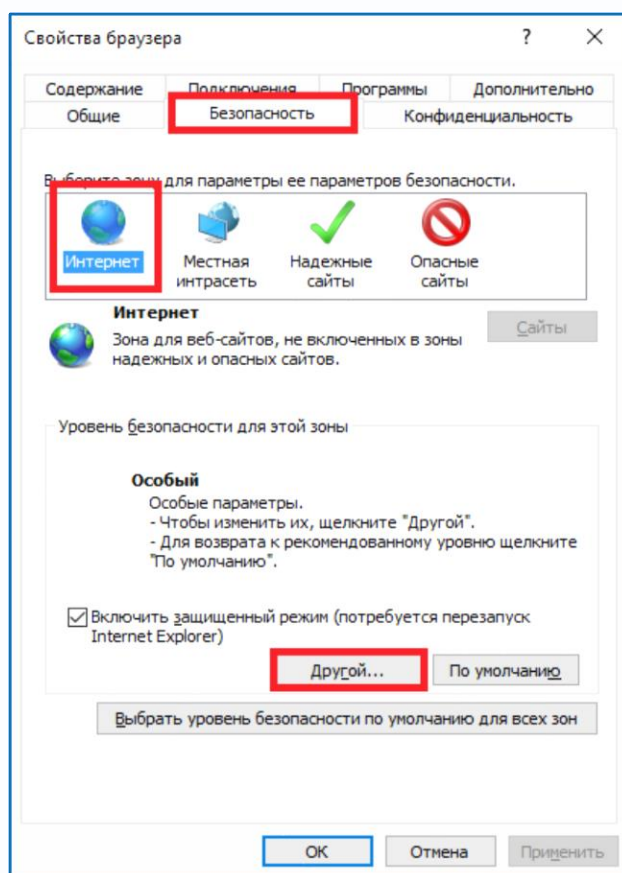 Свойства браузера ?
Содержание Подключения Программы Дополнительно
Общие Безопасность Конфиденциальность
Выберите зону для параметры ее параметров безопасности.
Интернет
Местная
интрасеть
Надежные
сайты
Опасные
сайты
Интернет
Зона для веб-сайтов, не включенных в зоны
надежных и опасных сайтов.
Сайты
Уровень безопасности для этой зоны
Особый
Особые параметры.
- Чтобы изменить их, щелкните "Другой".
- Для возврата к рекомендованному уровню щелкните
"По умолчанию".
Включить защищенный режим (потребуется перезапуск
Internet Explorer)
Другой... По умолчанию
Выбрать уровень безопасности по умолчанию для всех зон
ОК Отмена Применить